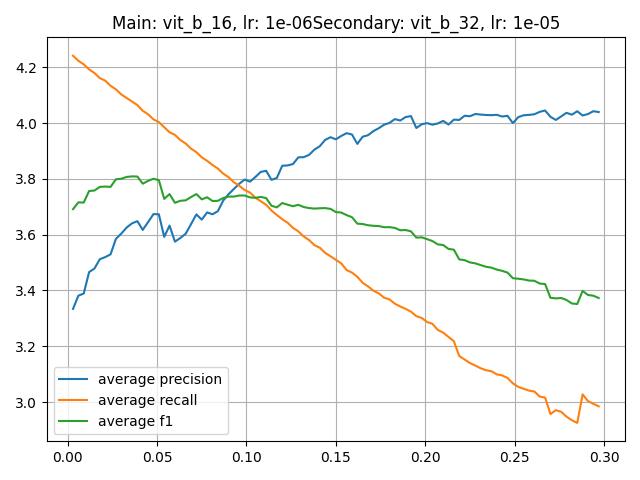 Main: vit_b_16, lr: 1e-06Secondary: vit_b_32, lr: 1e-05
4.2
4.0
3.8
3.6
3.4
3.2
3.0
average precision
average recall
average f1
0.00 0.05 0.10 0.15 0.20 0.25 0.30